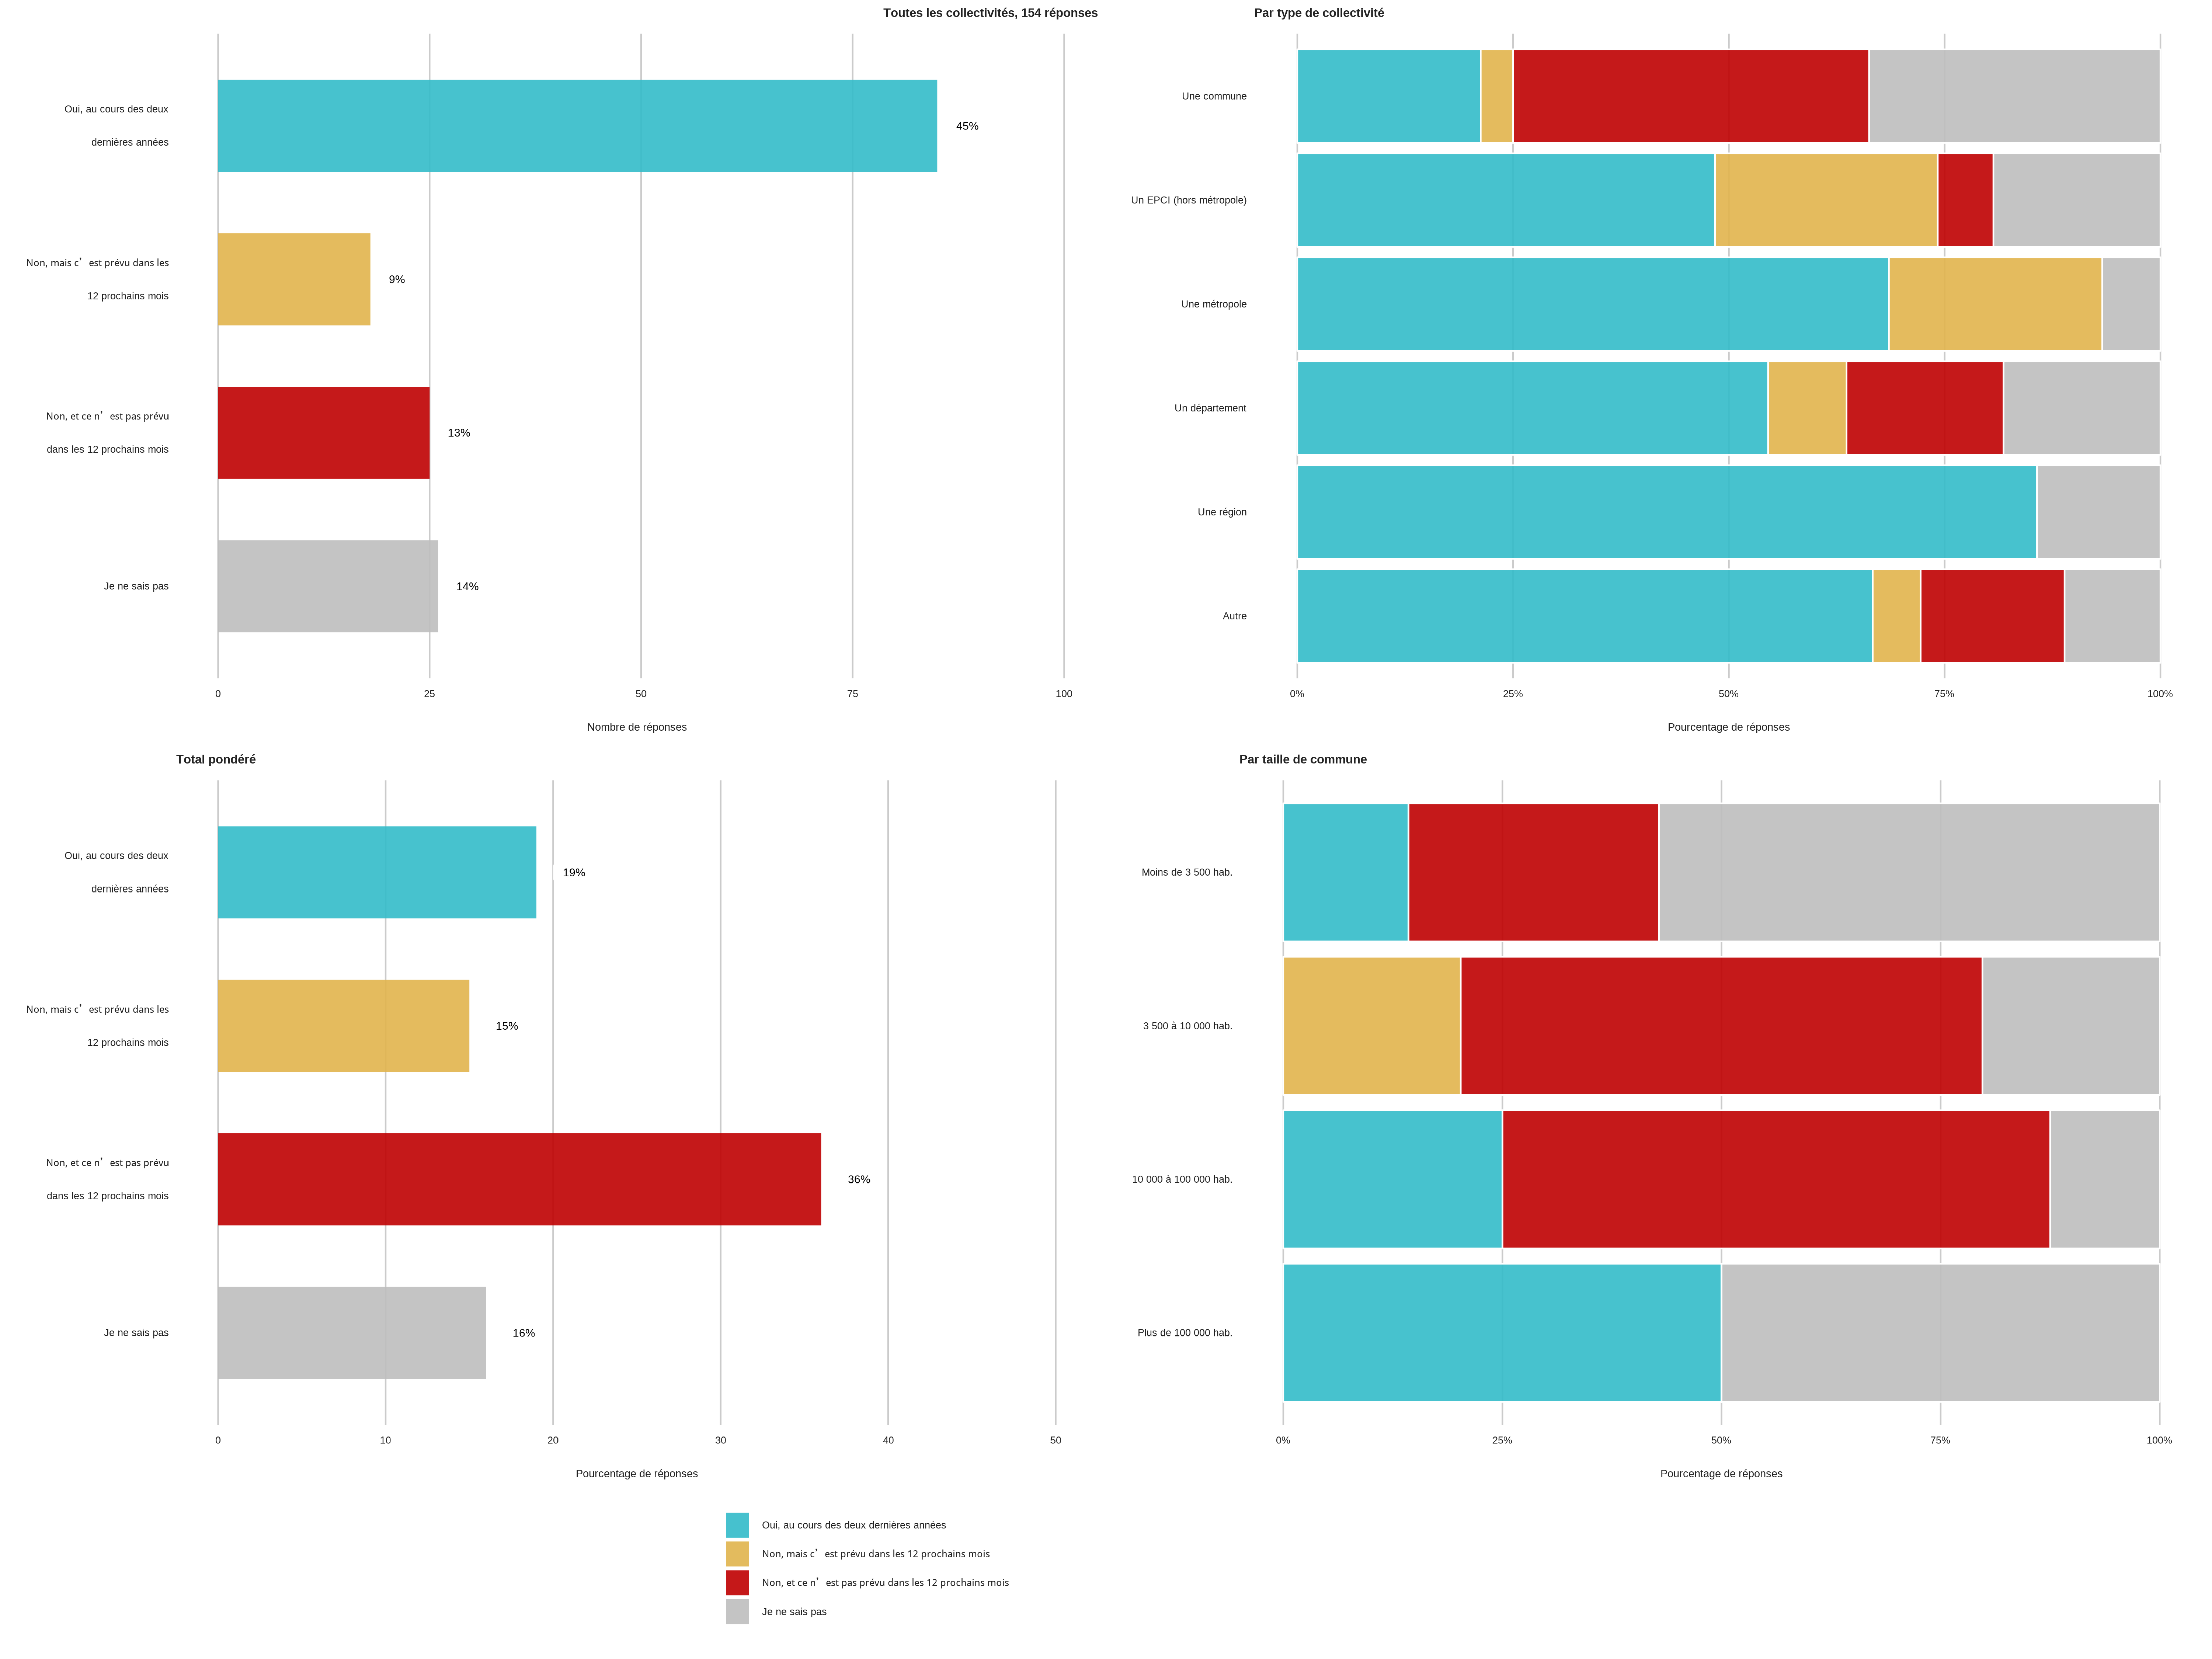 Toutes les collectivités, 154 réponses
Oui, au cours des deux
dernières années
45%
Non, mais c’est prévu dans les
12 prochains mois
9%
Non, et ce n’est pas prévu
dans les 12 prochains mois
13%
Je ne sais pas
14%
0 25 50 75 100
Nombre de réponses
Par type de collectivité
Une commune
Un EPCI (hors métropole)
Une métropole
Un département
Une région
Autre
0% 25% 50% 75% 100%
Pourcentage de réponses
Total pondéré
Oui, au cours des deux
dernières années
19%
Non, mais c’est prévu dans les
12 prochains mois
15%
Non, et ce n’est pas prévu
dans les 12 prochains mois
36%
Je ne sais pas
16%
0 10 20 30 40 50
Pourcentage de réponses
Par taille de commune
Moins de 3 500 hab.
3 500 à 10 000 hab.
10 000 à 100 000 hab.
Plus de 100 000 hab.
0% 25% 50% 75% 100%
Pourcentage de réponses
Oui, au cours des deux dernières années
Non, mais c’est prévu dans les 12 prochains mois
Non, et ce n’est pas prévu dans les 12 prochains mois
Je ne sais pas